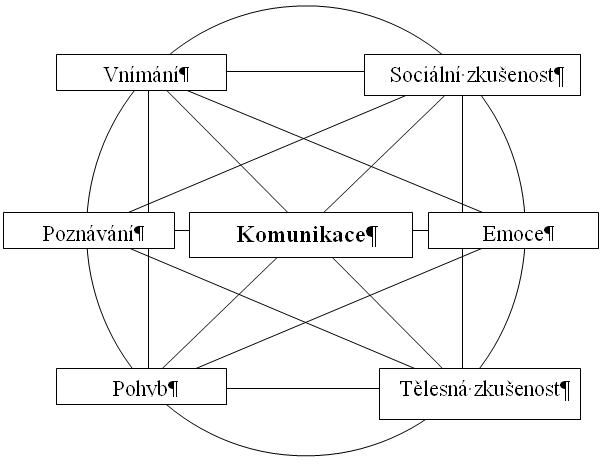 Vnímání¶
Sociální·zkušenost¶
Poznávání¶
Komunikace¶
Emoce¶
Pohvb¶
Tělesná·zkušenost¶